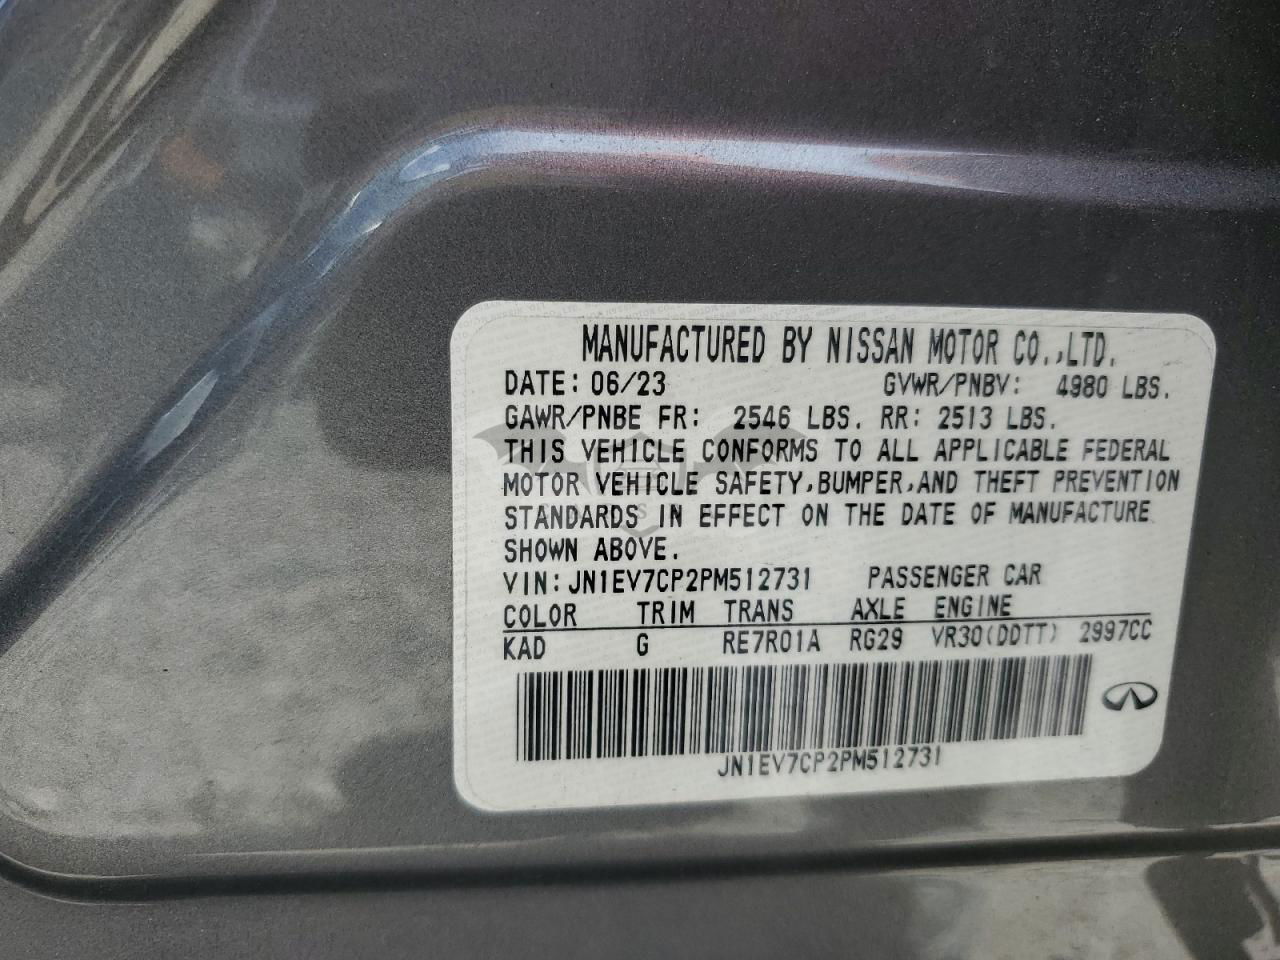 MANUFACTURED BY NISSAN MOTOR CO.,LTD.
DATE: 06/23 GVWR/PNBV: 4980 LBS.
GAWR/PNBE FR: 2546 LBS. RR: 2513 LBS.
THIS VEHICLE CONFORMS TO ALL APPLICABLE FEDERAL
MOTOR VEHICLE SAFETY,BUMPER,AND THEFT PREVENTION
STANDARDS IN EFFECT ON THE DATE OF MANUFACTURE
SHOWN ABOVE.
VIN: JN1EV7CP2PM512731 PASSENGER CAR
COLOR TRIM TRANS AXLE ENGINE
KAD G RE7R01A RG29 VR30(DDTT) 2997CC
JN1EV7CP2PM512731